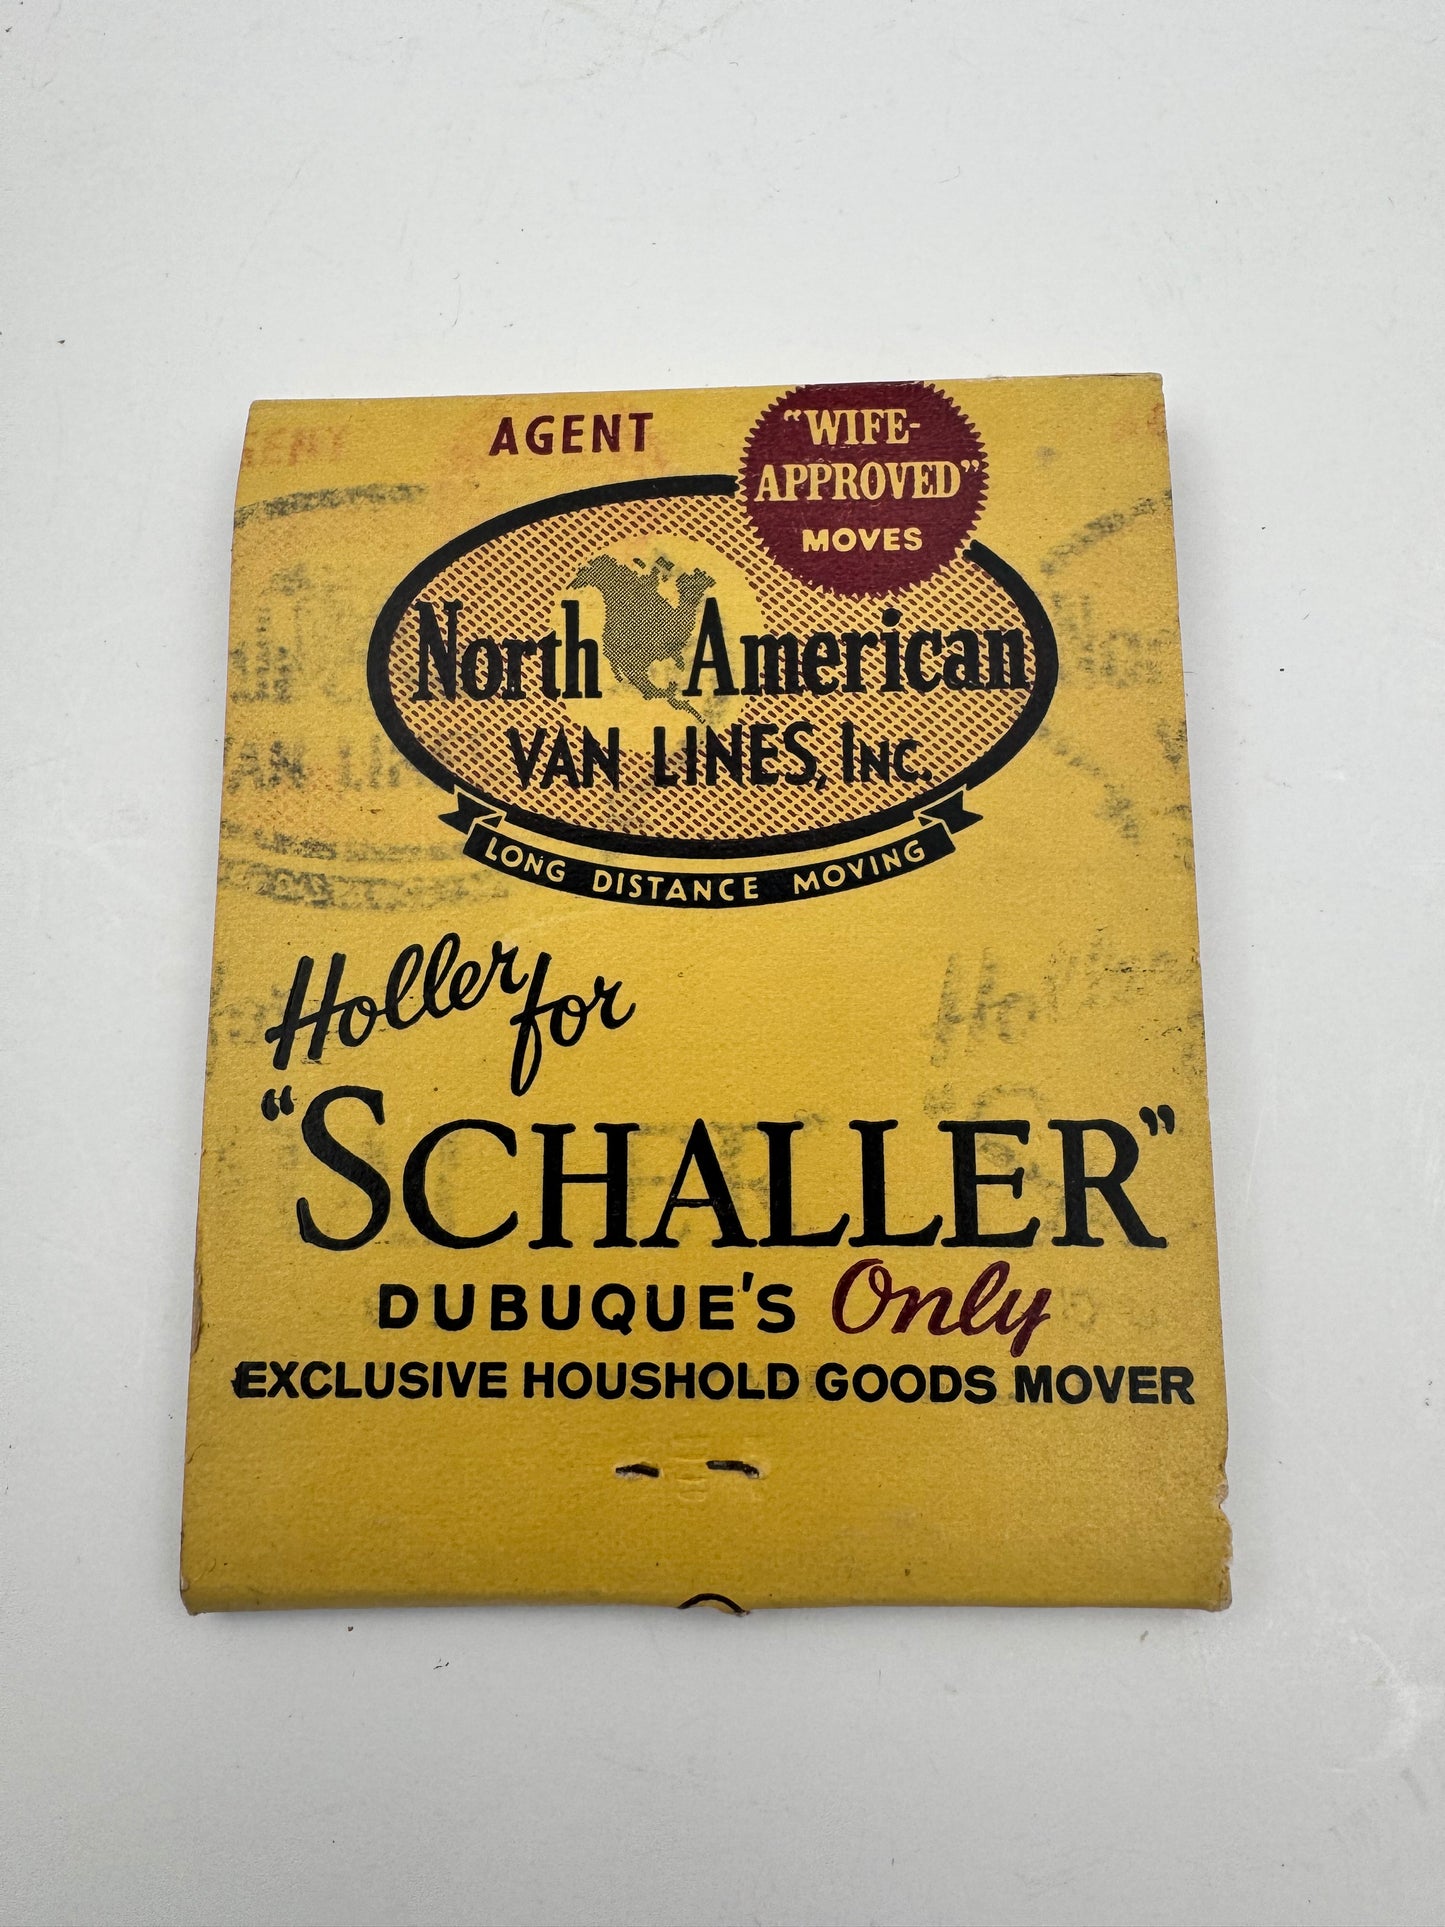 AGENT
"WIFE-
APPROVED"
MOVES
North American
VAN LINES, INC.
LONG DISTANCE MOVING
Holler for
"SCHALLER"
DUBUQUE'S Only
EXCLUSIVE HOUSHOLD GOODS MOVER